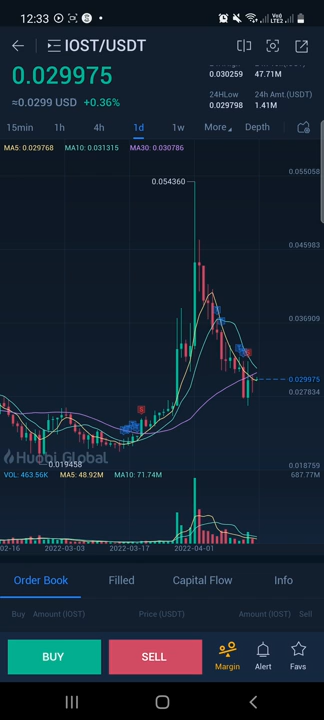 12:33
Vo)
LTE2
IOST/USDT
0.029975
≈0.0299 USD +0.36%
0.030259 47.71M
24HLow 24h Amt.(USDT)
0.029798 1.41M
15min 1h 4h 1d 1w More Depth
MA5: 0.029768 MA10: 0.031315 MA30: 0.030786
0.055058
0.054360
0.045983
0.036909
0.029975
0.027834
Huobi Global
0.019458
0.018759
VOL: 463.56K MA5: 48.92M MA10: 71.74M 687.77M
02-16 2022-03-03 2022-03-17 2022-04-01
Order Book Filled Capital Flow Info
Buy Amount (IOST) Price (USDT) Amount (IOST) Sell
BUY SELL Margin Alert Favs